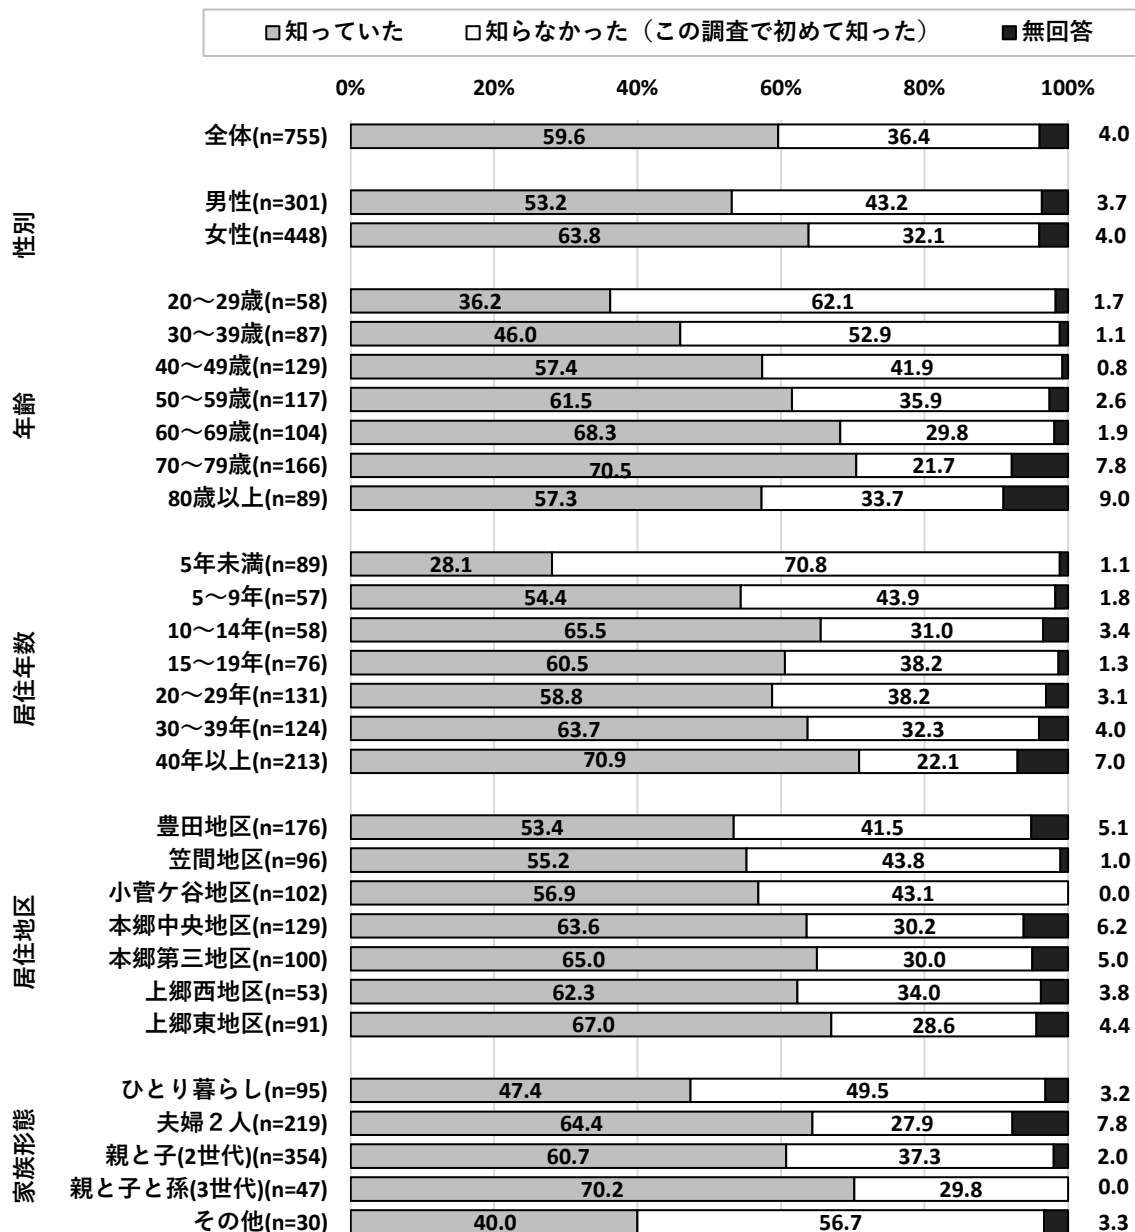 知っていた 知らなかった（この調査で初めて知った） 無回答
0% 20% 40% 60% 80% 100%
全体(n=755) 59.6 36.4 4.0
性別
男性(n=301) 53.2 43.2 3.7
女性(n=448) 63.8 32.1 4.0
年齢
20～29歳(n=58) 36.2 62.1 1.7
30～39歳(n=87) 46.0 52.9 1.1
40～49歳(n=129) 57.4 41.9 0.8
50～59歳(n=117) 61.5 35.9 2.6
60～69歳(n=104) 68.3 29.8 1.9
70～79歳(n=166) 70.5 21.7 7.8
80歳以上(n=89) 57.3 33.7 9.0
居住年数
5年未満(n=89) 28.1 70.8 1.1
5～9年(n=57) 54.4 43.9 1.8
10～14年(n=58) 65.5 31.0 3.4
15～19年(n=76) 60.5 38.2 1.3
20～29年(n=131) 58.8 38.2 3.1
30～39年(n=124) 63.7 32.3 4.0
40年以上(n=213) 70.9 22.1 7.0
居住地区
豊田地区(n=176) 53.4 41.5 5.1
笠間地区(n=96) 55.2 43.8 1.0
小菅ケ谷地区(n=102) 56.9 43.1 0.0
本郷中央地区(n=129) 63.6 30.2 6.2
本郷第三地区(n=100) 65.0 30.0 5.0
上郷西地区(n=53) 62.3 34.0 3.8
上郷東地区(n=91) 67.0 28.6 4.4
家族形態
ひとり暮らし(n=95) 47.4 49.5 3.2
夫婦２人(n=219) 64.4 27.9 7.8
親と子(2世代)(n=354) 60.7 37.3 2.0
親と子と孫(3世代)(n=47) 70.2 29.8 0.0
その他(n=30) 40.0 56.7 3.3